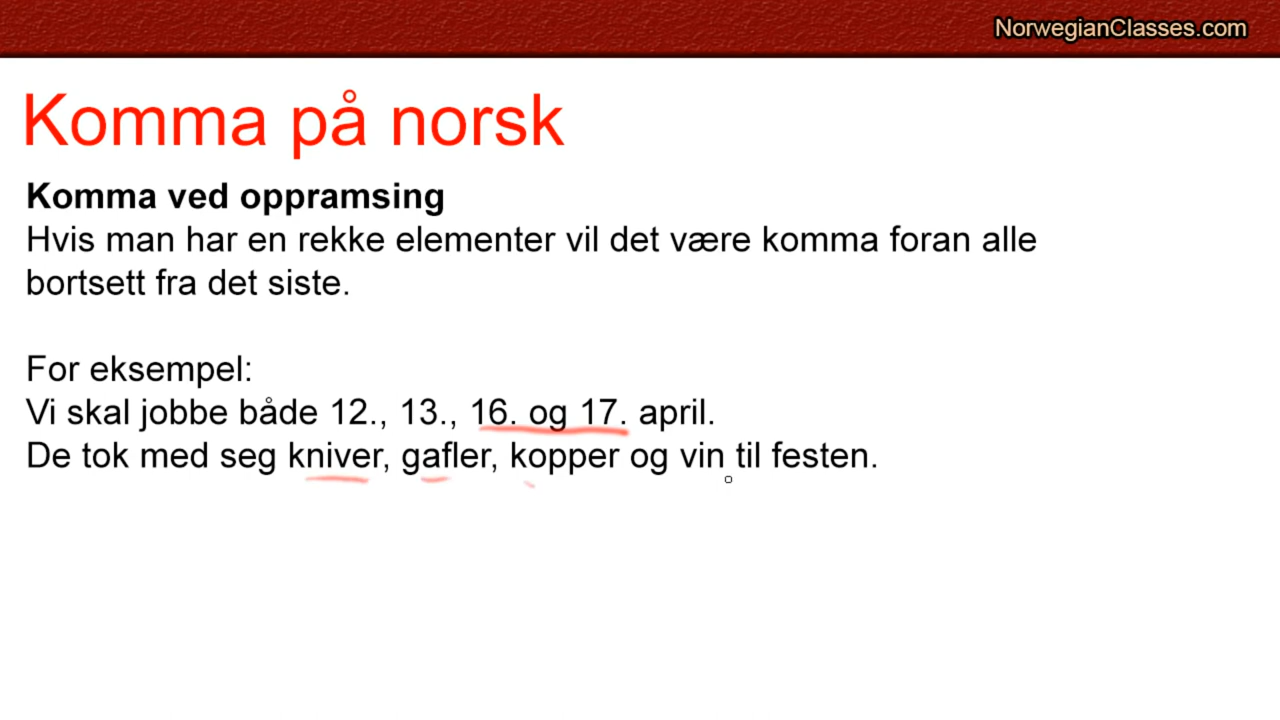 NorwegianClasses.com
Komma på norsk
Komma ved oppramsing
Hvis man har en rekke elementer vil det være komma foran alle
bortsett fra det siste.
For eksempel:
Vi skal jobbe både 12., 13., 16. og 17. april.
De tok med seg kniver, gafler, kopper og vin til festen.